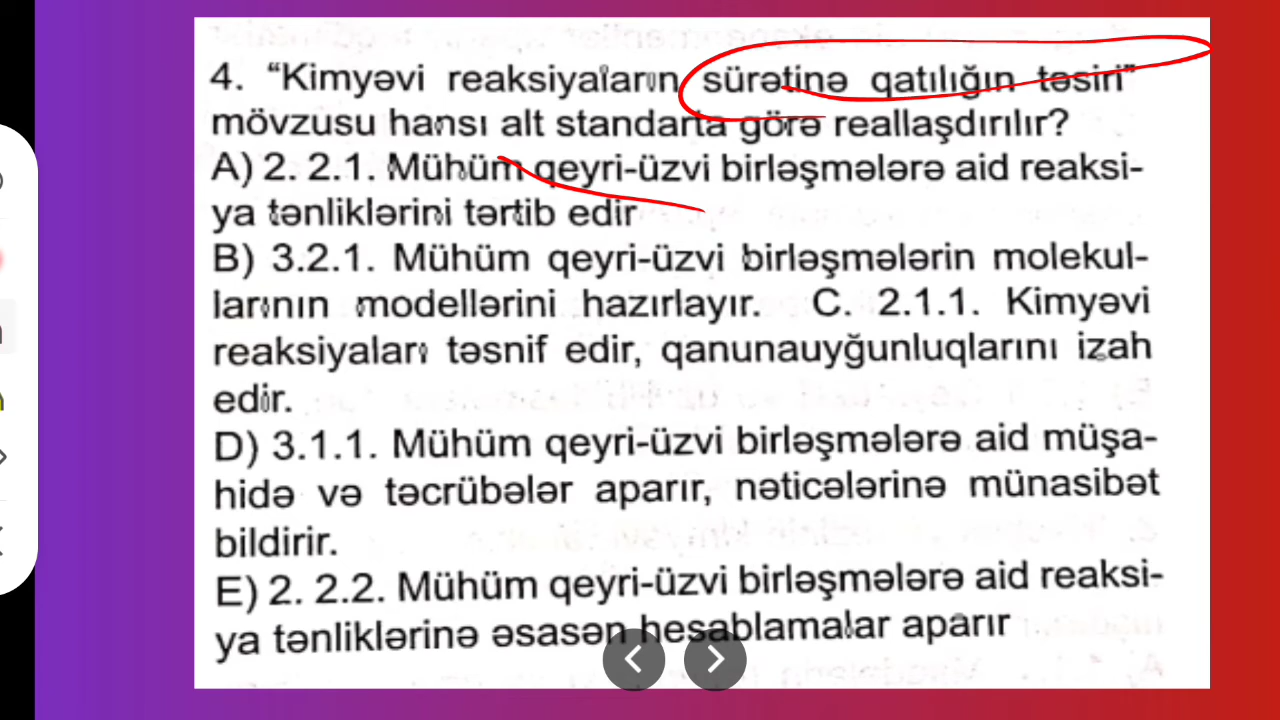 4. “Kimyəvi reaksiyaların sürətinə qatılığın təsiri”
mövzusu hansı alt standarta görə reallaşdırılır?
A) 2. 2.1. Mühüm qeyri-üzvi birləşmələrə aid reaksi-
ya tənliklərini tərtib edir
B) 3.2.1. Mühüm qeyri-üzvi birləşmələrin molekul-
larının modellərini hazırlayır. C. 2.1.1. Kimyəvi
reaksiyaları təsnif edir, qanunauyğunluqlarını izah
edir.
D) 3.1.1. Mühüm qeyri-üzvi birləşmələrə aid müşa-
hidə və təcrübələr aparır, nəticələrinə münasibət
bildirir.
E) 2. 2.2. Mühüm qeyri-üzvi birləşmələrə aid reaksi-
ya tənliklərinə əsasən hesablamalar aparır